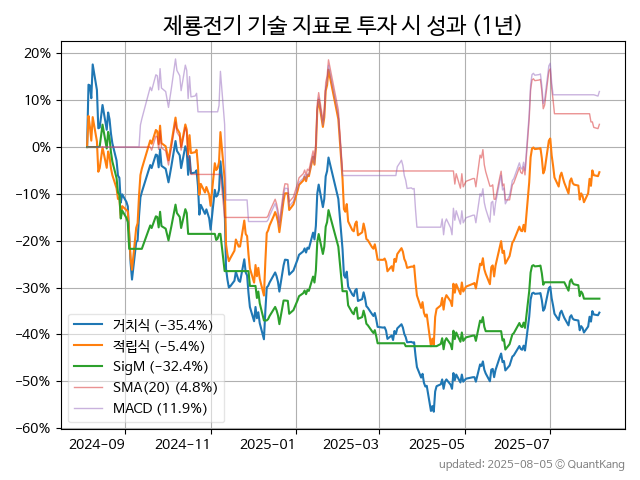 제룡전기 기술 지표로 투자 시 성과 (1년)
20%
10%
0%
−10%
−20%
−30%
−40%
−50%
−60%
거치식 (−35.4%)
적립식 (−5.4%)
SigM (−32.4%)
SMA(20) (4.8%)
MACD (11.9%)
2024-09
2024-11
2025-01
2025-03
2025-05
2025-07
updated: 2025-08-05 © QuantKang